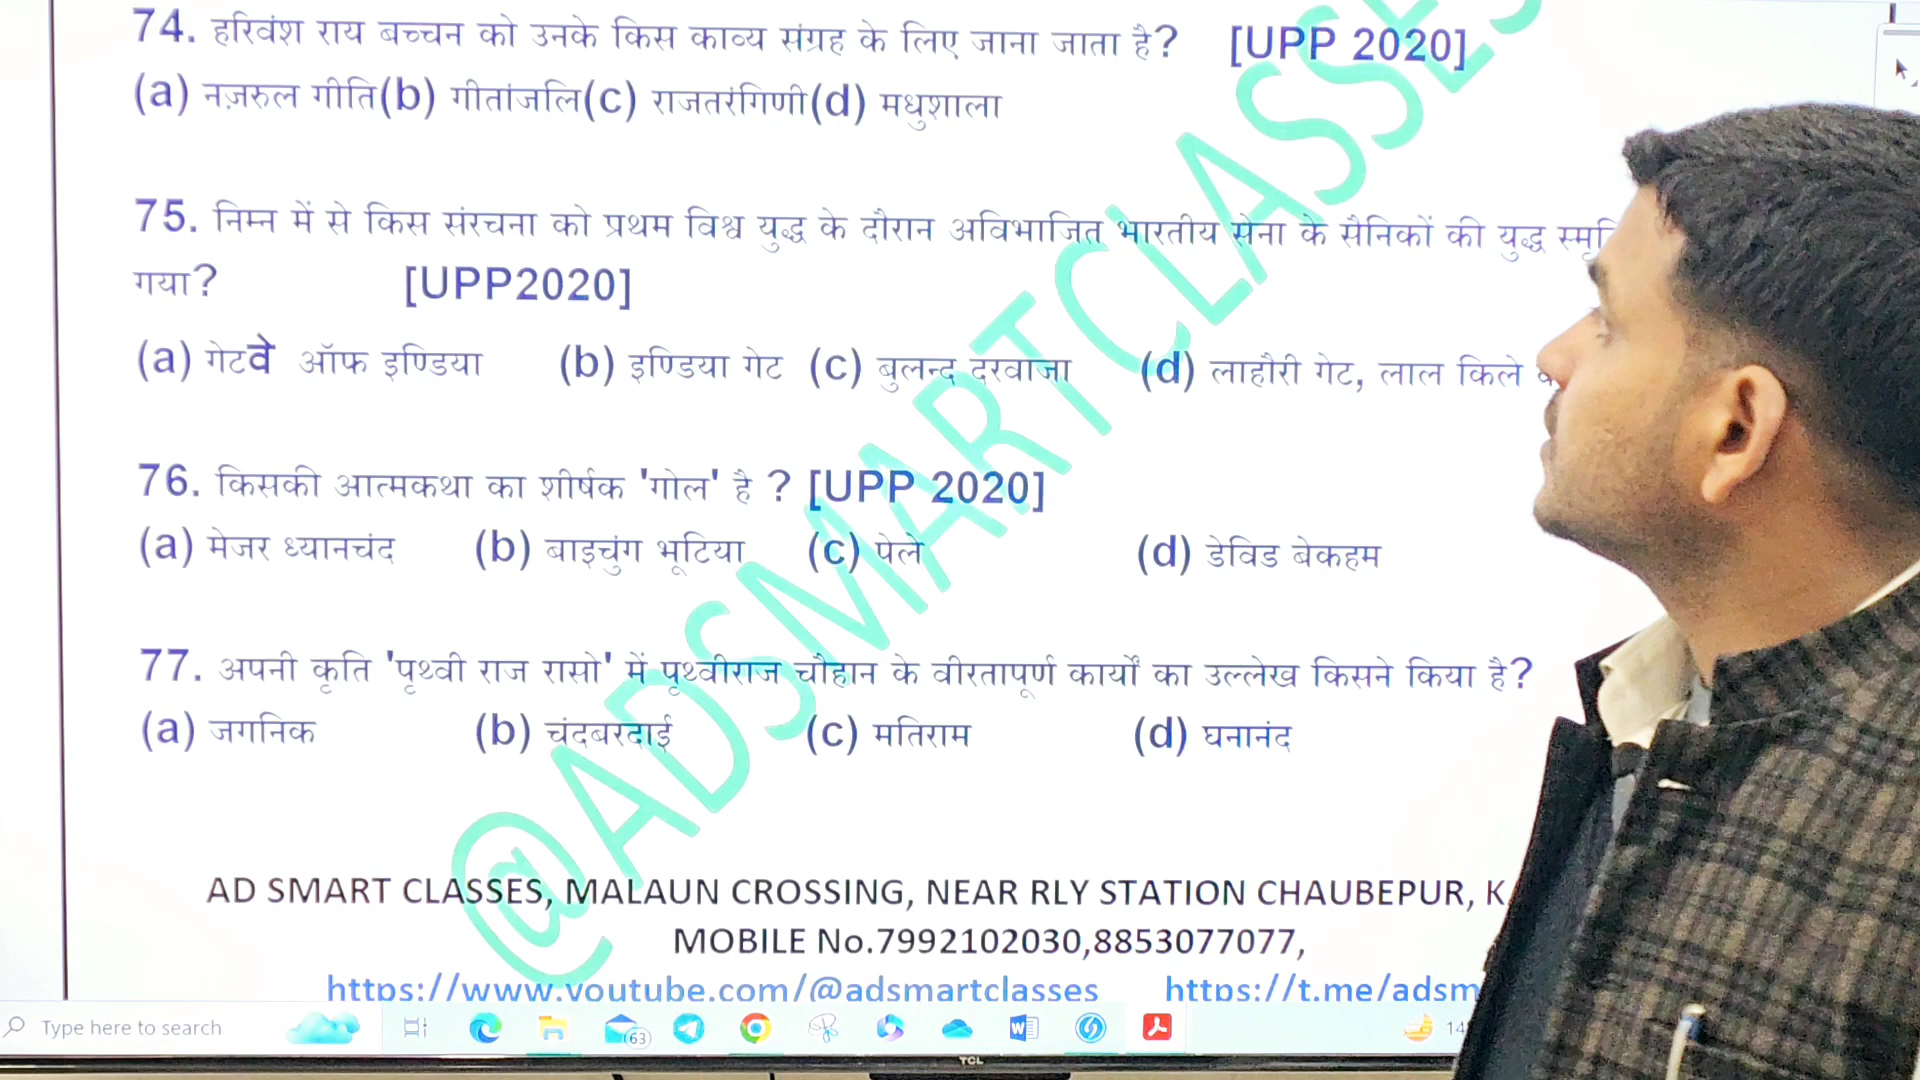 74. हरिवंश राय बच्चन को उनके किस काव्य संग्रह के लिए जाना जाता है? [UPP 2020]
(a) नज़रुल गीति(b) गीतांजलि(c) राजतरंगिणी(d) मधुशाला
75. निम्न में से किस संरचना को प्रथम विश्व युद्ध के दौरान अविभाजित भारतीय सेना के सैनिकों की युद्ध
गया? [UPP2020]
(a) गेटवे ऑफ इण्डिया (b) इण्डिया गेट (c) बुलन्द दरवाजा (d) लाहौरी गेट, लाल किले
76. किसकी आत्मकथा का शीर्षक 'गोल' है ? [UPP 2020]
(a) मेजर ध्यानचंद (b) बाइचुंग भूटिया (c) पेले (d) डेविड बेकहम
77. अपनी कृति 'पृथ्वी राज रासो' में पृथ्वीराज चौहान के वीरतापूर्ण कार्यों का उल्लेख किसने किया है?
(a) जगनिक (b) चंदबरदाई (c) मतिराम (d) घनानंद
@ADSMARTCLASSES
AD SMART CLASSES, MALAUN CROSSING, NEAR RLY STATION CHAUBEPUR,
MOBILE No.7992102030,8853077077,
https://www.youtube.com/@adsmartclasses https://t.me/adsm
Type here to search
63
TCL